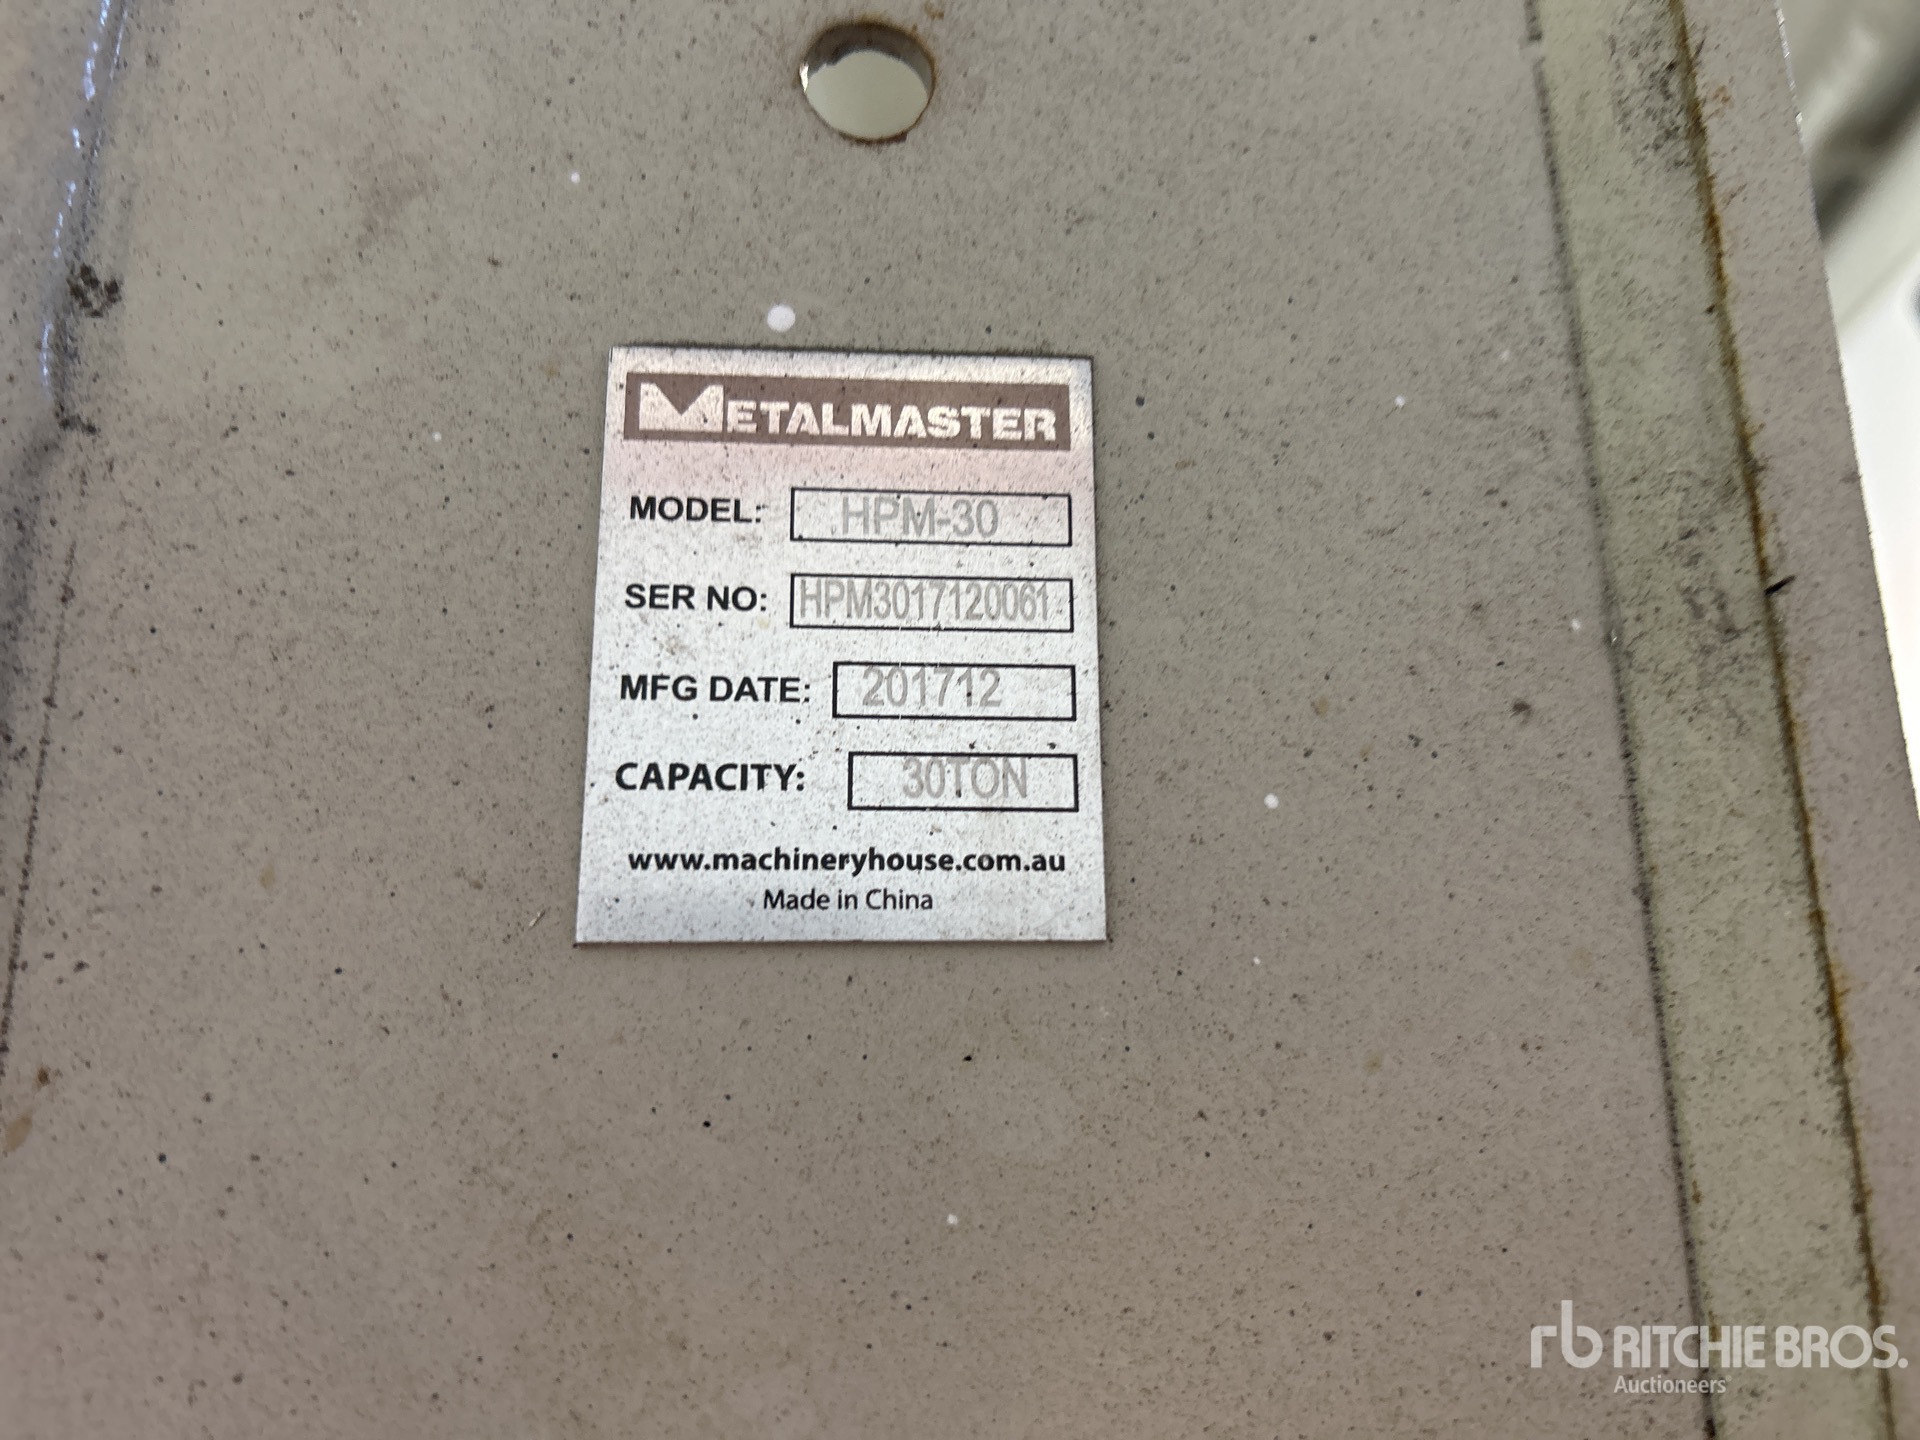 METALMASTER
MODEL: HPM-30
SER NO: HPM3017120061
MFG DATE: 201712
CAPACITY: 30TON
www.machineryhouse.com.au
Made in China
rb RITCHIE BROS.
Auctioneers